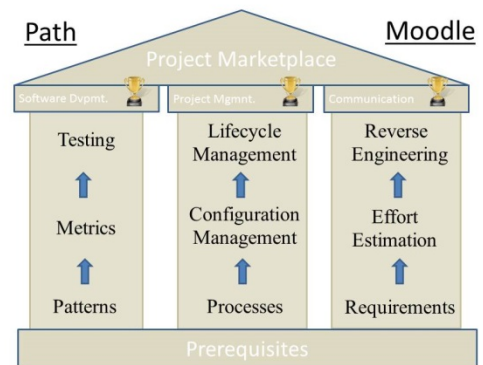 Path
Moodle
Project Marketplace
Software Dvpmt.
Project Mgmnt.
Communication
Testing
Metrics
Patterns
Lifecycle
Management
Configuration
Management
Processes
Reverse
Engineering
Effort
Estimation
Requirements
Prerequisites